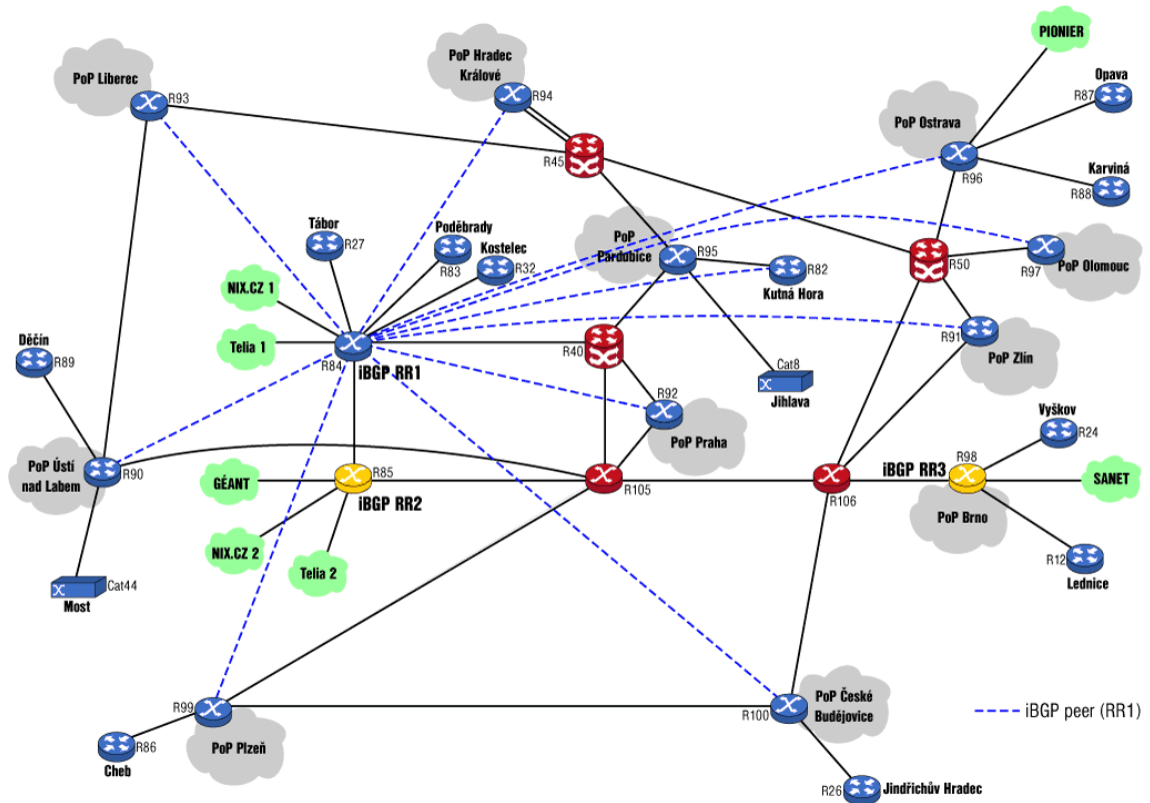 PIONIER
PoP Hradec
Králové
PoP Liberec
R93
R94
Opava
R87
PoP Ostrava
R45
R96
Karviná
R88
Tábor
R27
Poděbrady
R83
Kostelec
R32
PoP
Pardubice
R95
R82
Kutná Hora
R50
R97
PoP Olomouc
NIX.CZ 1
Telia 1
R84
iBGP RR1
R40
R91
PoP Zlín
Děčín
R89
Cat8
Jihlava
R92
PoP Praha
Vyškov
R24
PoP Ústí
nad Labem
R90
GÉANT
R85
iBGP RR2
R105
R106
iBGP RR3
R98
SANET
PoP Brno
NIX.CZ 2
Telia 2
R12
Lednice
Cat44
Most
R99
PoP Plzeň
R86
Cheb
R100
PoP České
Budějovice
iBGP peer (RR1)
R26
Jindřichův Hradec